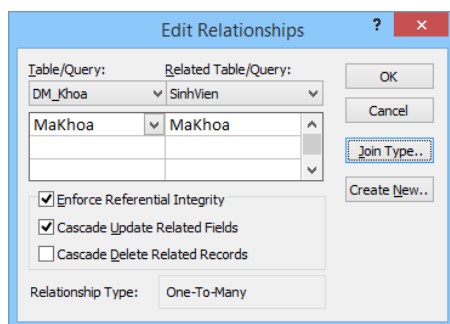 Edit Relationships ? ×
Table/Query: Related Table/Query:
DM_Khoa SinhVien
MaKhoa MaKhoa
OK
Cancel
Join Type..
Create New..
Enforce Referential Integrity
Cascade Update Related Fields
Cascade Delete Related Records
Relationship Type: One-To-Many